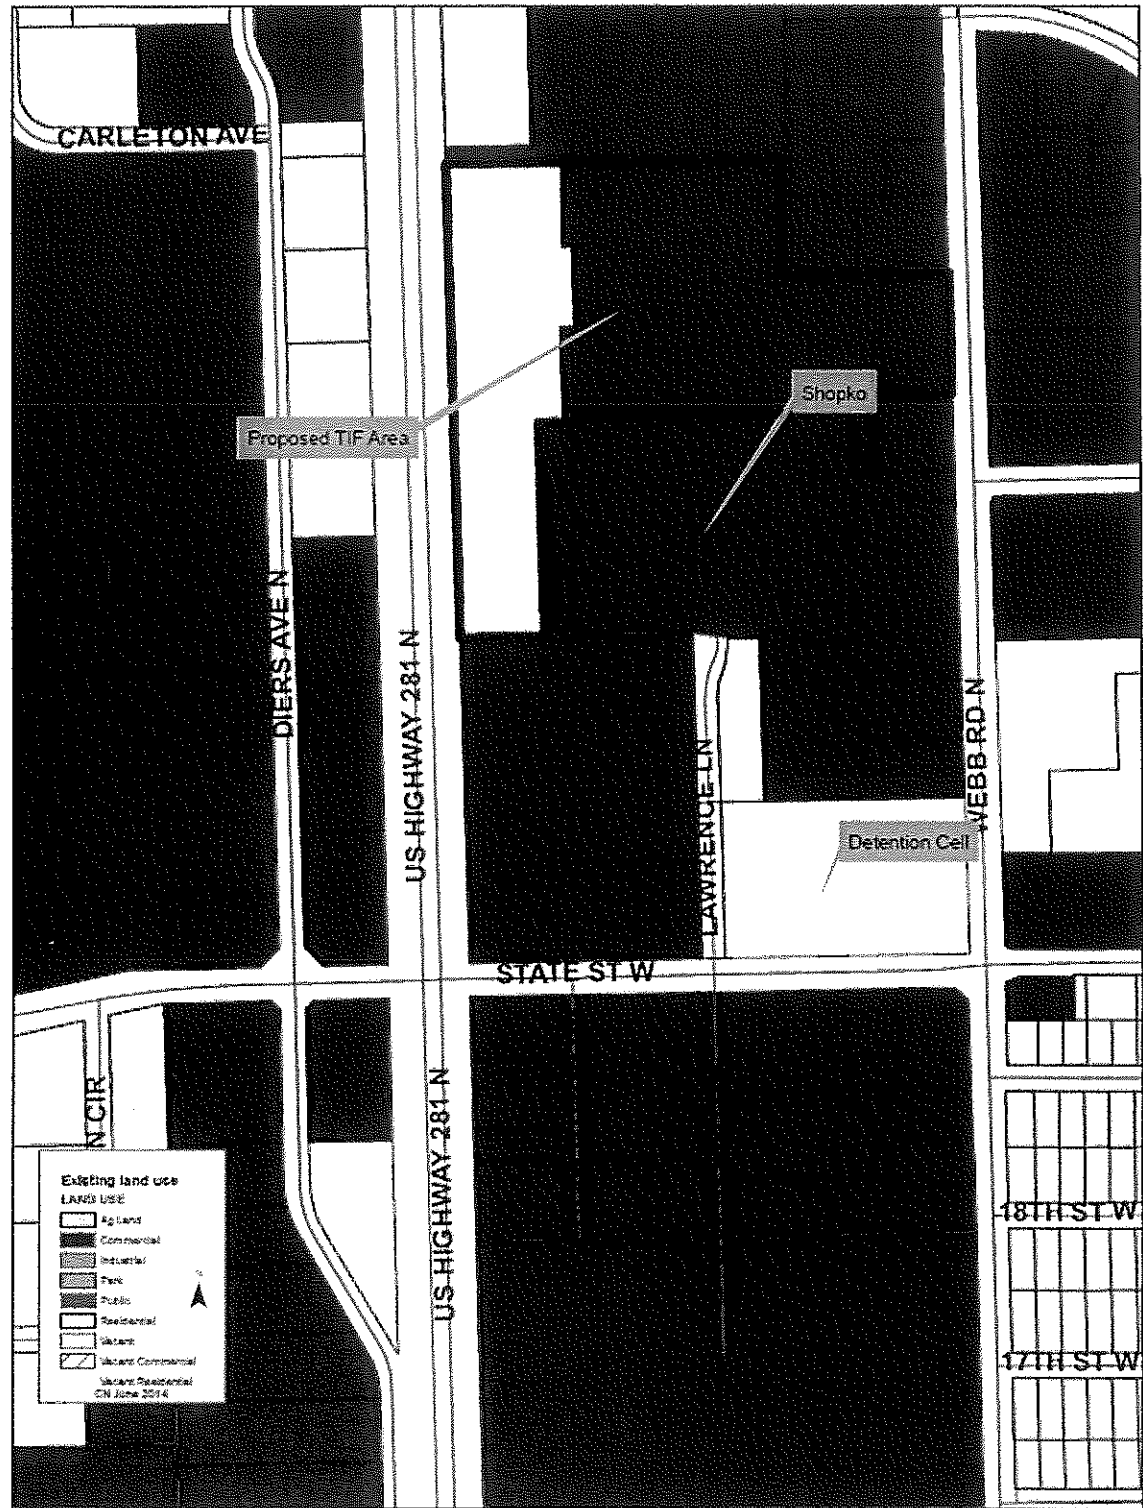 CARLETON AVE
Shopko
Proposed TIF Area
DIERS AVE N
US HIGHWAY 281 N
WEBB RD N
LAWRENCE LN
Detention Cell
STATE ST W
N CIR
US HIGHWAY 281 N
Existing land use
LAND USE
Ag Land
Commercial
Industrial
Park
Public
Residential
Vacant
Vacant Commercial
Vacant Residential
CN June 2014
18TH ST W
17TH ST W